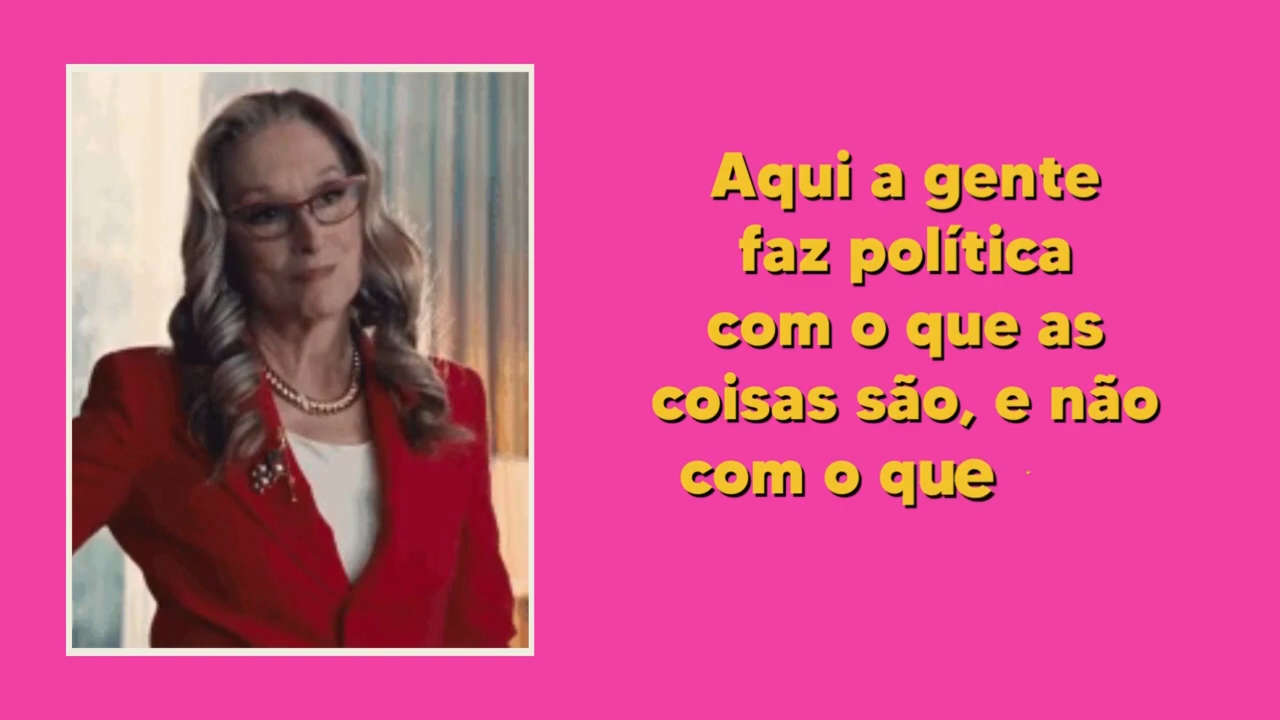 Aqui a gente
faz política
com o que as
coisas são, e não
com o que